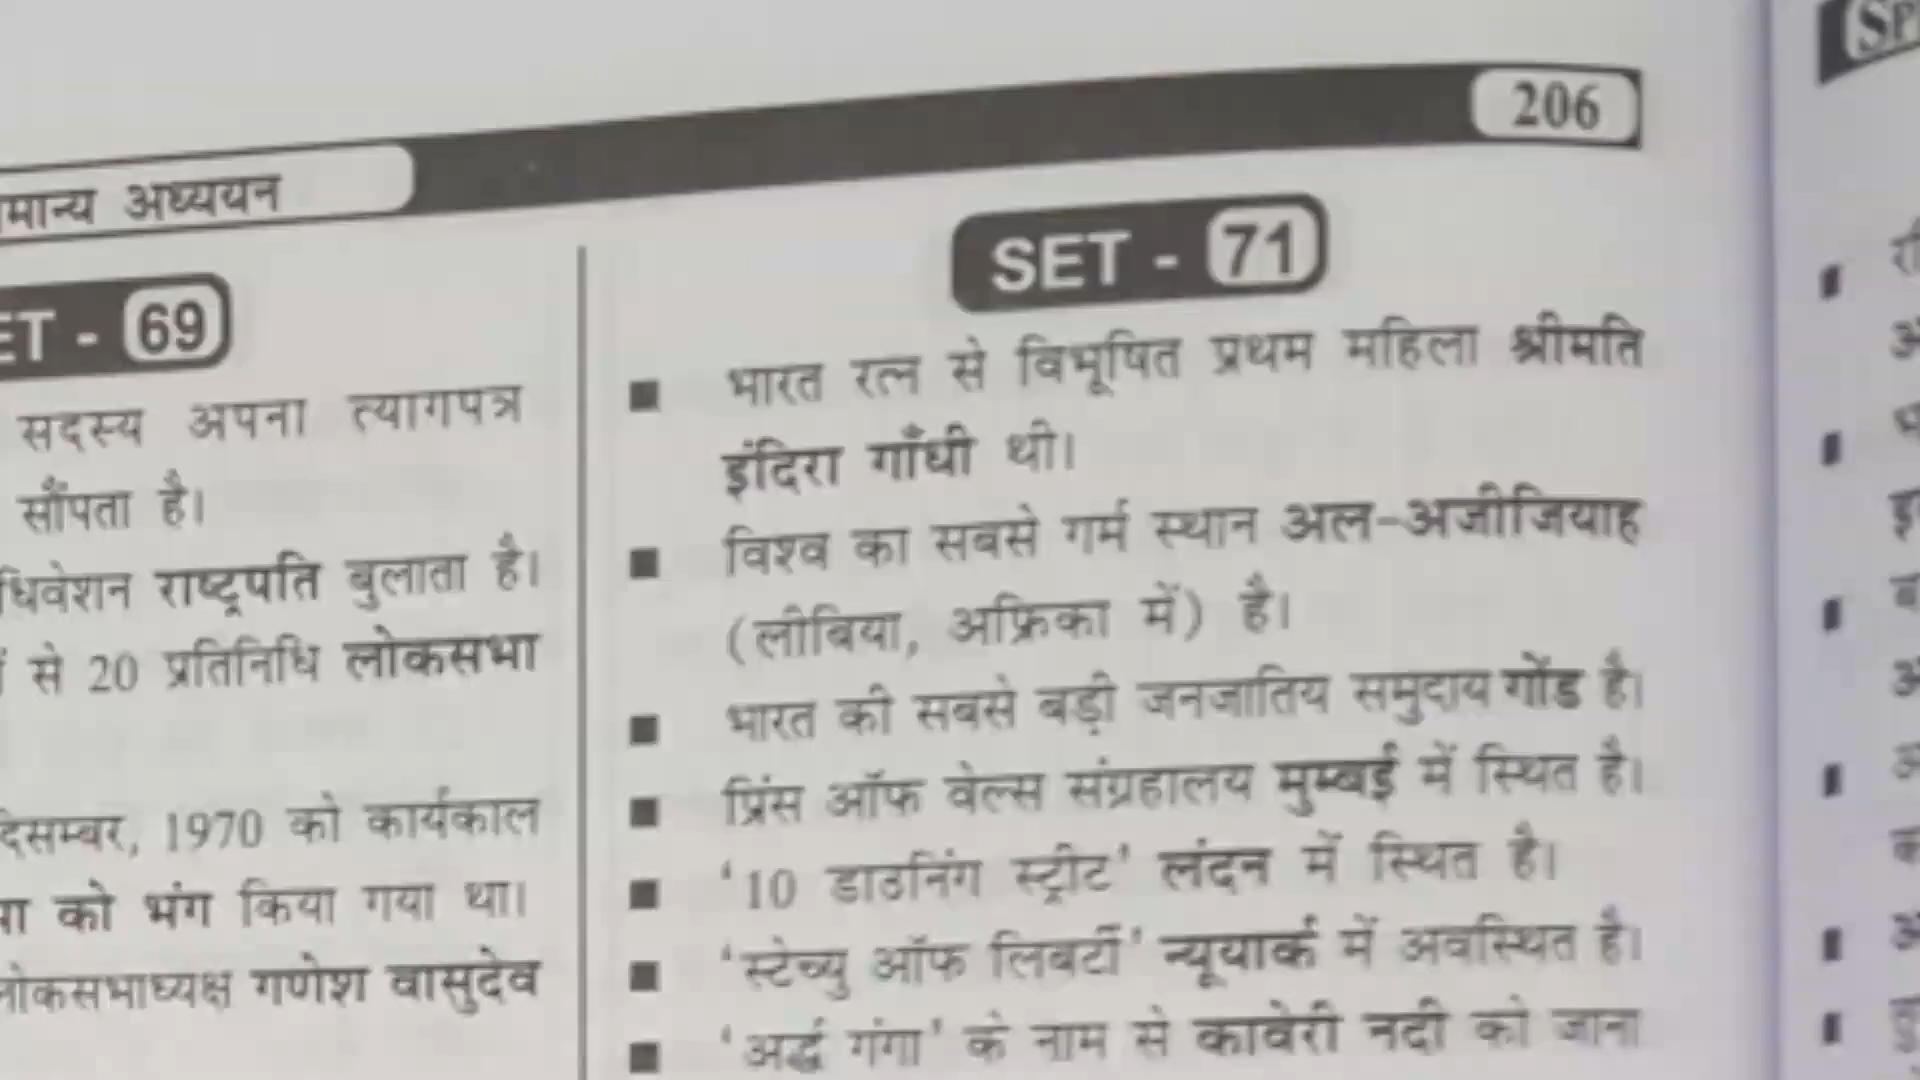 206
मान्य अध्ययन
ET - 69
सदस्य अपना त्यागपत्र
सौंपता है।
धिवेशन राष्ट्रपति बुलाता है।
से 20 प्रतिनिधि लोकसभा
दिसम्बर, 1970 को कार्यकाल
को भंग किया गया था।
लोकसभाध्यक्ष गणेश वासुदेव
SET - 71
■ भारत रत्न से विभूषित प्रथम महिला श्रीमति
इंदिरा गाँधी थी।
■ विश्व का सबसे गर्म स्थान अल-अजीजियाह
(लीबिया, अफ्रिका में) है।
■ भारत की सबसे बड़ी जनजातिय समुदाय गोंड है।
■ प्रिंस ऑफ वेल्स संग्रहालय मुम्बई में स्थित है।
■ '10 डाउनिंग स्ट्रीट' लंदन में स्थित है।
■ 'स्टेच्यु ऑफ लिबर्टी' न्यूयार्क में अवस्थित है।
■ 'अर्द्ध गंगा' के नाम से कावेरी नदी को जाना
SP